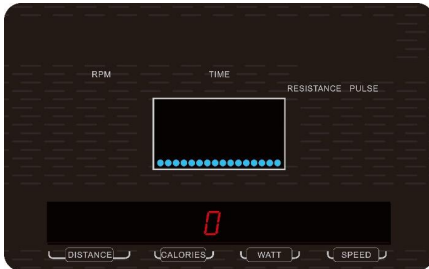 RPM TIME
RESISTANCE PULSE
0
DISTANCE CALORIES WATT SPEED